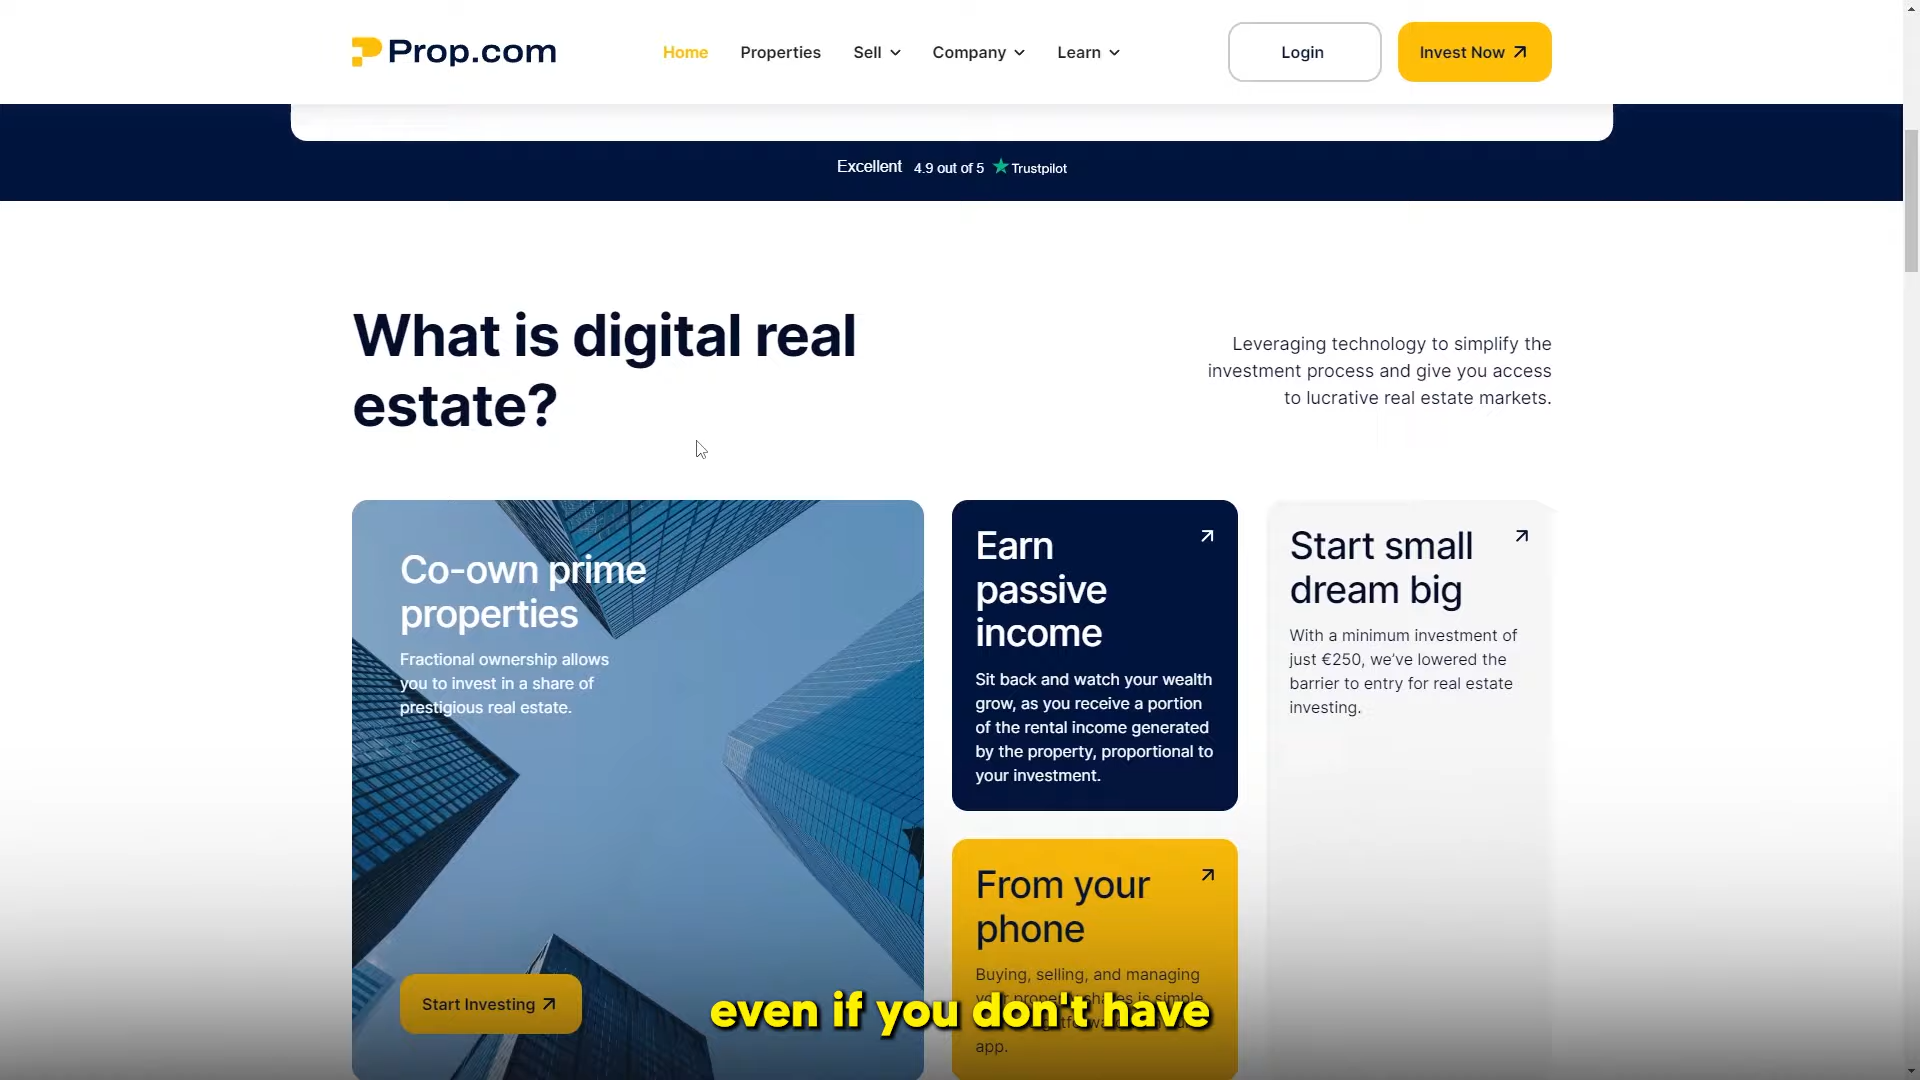 Prop.com
Home
Properties
Sell
Company
Learn
Login
Invest Now
Excellent 4.9 out of 5 Trustpilot
What is digital real
estate?
Leveraging technology to simplify the
investment process and give you access
to lucrative real estate markets.
Co-own prime
properties
Fractional ownership allows
you to invest in a share of
prestigious real estate.
Start Investing
Earn
passive
income
Sit back and watch your wealth
grow, as you receive a portion
of the rental income generated
by the property, proportional to
your investment.
From your
phone
Buying, selling, and managing
app.
Start small
dream big
With a minimum investment of
just €250, we've lowered the
barrier to entry for real estate
investing.
even if you don't have